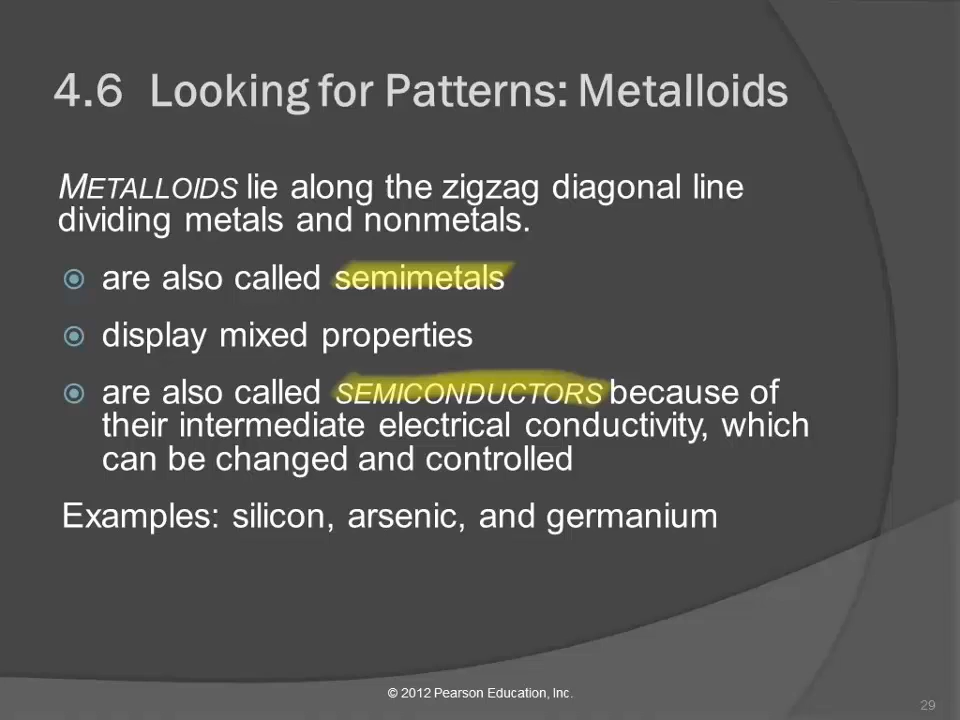 4.6 Looking for Patterns: Metalloids
METALLOIDS lie along the zigzag diagonal line
dividing metals and nonmetals.
are also called semimetals
display mixed properties
are also called SEMICONDUCTORS because of
their intermediate electrical conductivity, which
can be changed and controlled
Examples: silicon, arsenic, and germanium
© 2012 Pearson Education, Inc.
29